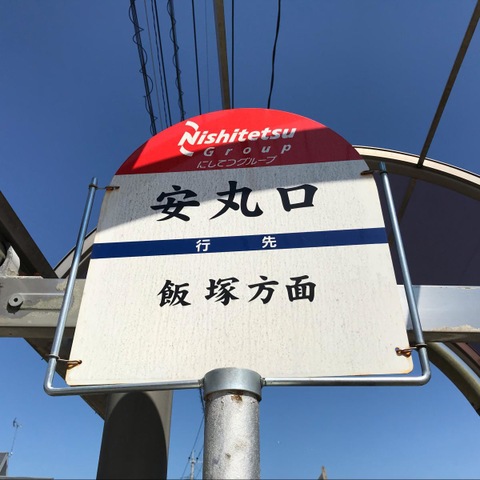 Nishitetsu
Group
にしてつグループ
安丸口
行先
飯塚方面